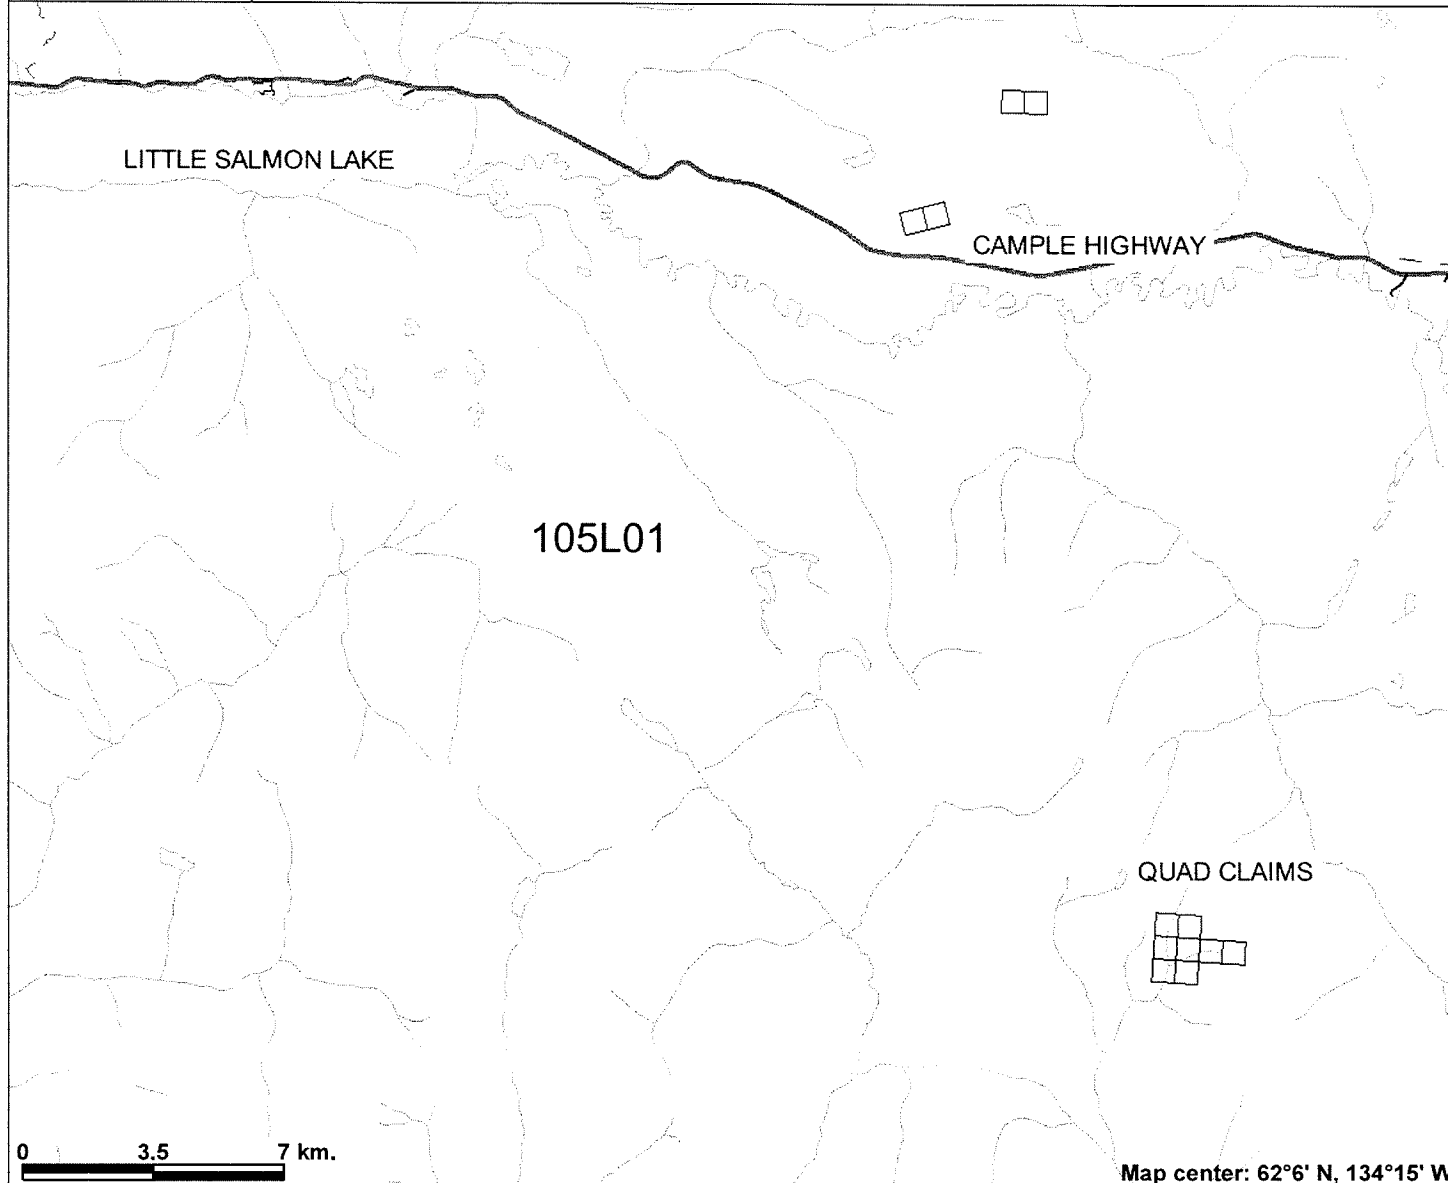 LITTLE SALMON LAKE
CAMPLE HIGHWAY
105L01
QUAD CLAIMS
0 3.5 7 km.
Map center: 62°6' N, 134°15' W